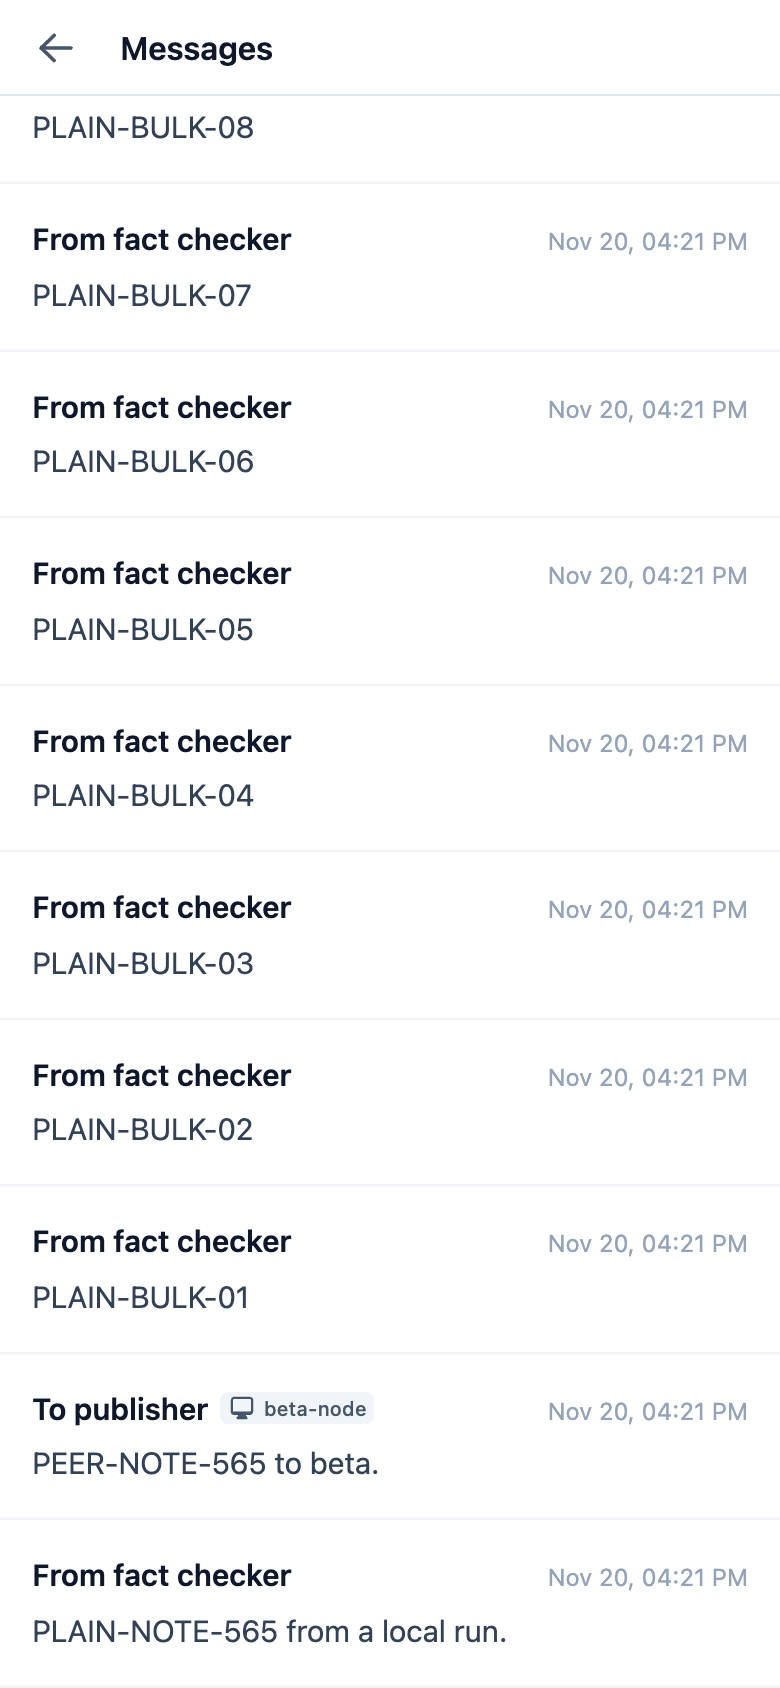 Messages
PLAIN-BULK-08
From fact checker Nov 20, 04:21 PM
PLAIN-BULK-07
From fact checker Nov 20, 04:21 PM
PLAIN-BULK-06
From fact checker Nov 20, 04:21 PM
PLAIN-BULK-05
From fact checker Nov 20, 04:21 PM
PLAIN-BULK-04
From fact checker Nov 20, 04:21 PM
PLAIN-BULK-03
From fact checker Nov 20, 04:21 PM
PLAIN-BULK-02
From fact checker Nov 20, 04:21 PM
PLAIN-BULK-01
To publisher beta-node Nov 20, 04:21 PM
PEER-NOTE-565 to beta.
From fact checker Nov 20, 04:21 PM
PLAIN-NOTE-565 from a local run.